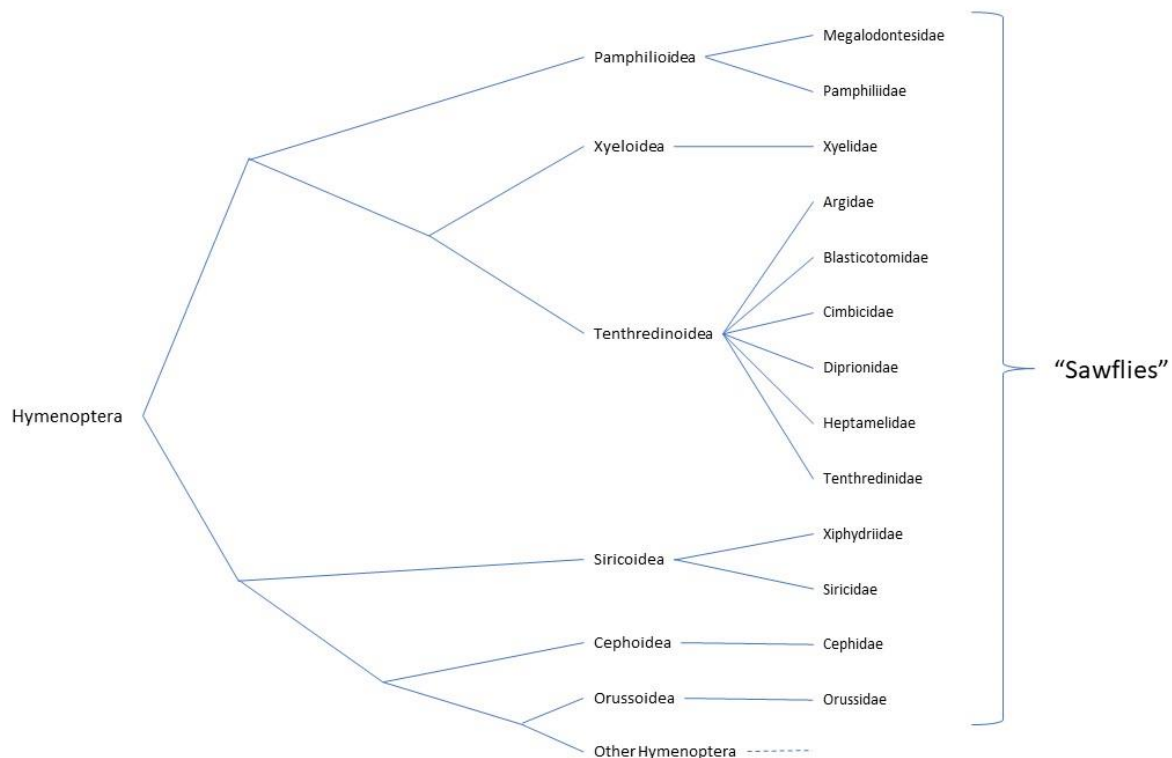 Megalodontesidae
Pamphilioidea
Pamphiliidae
Xyeloidea
Xyelidae
Argidae
Blasticotomidae
Cimbicidae
Tenthredinoidea
Diprionidae
“Sawflies”
Hymenoptera
Heptamelidae
Tenthredinidae
Xiphydriidae
Siricoidea
Siricidae
Cephoidea
Cephidae
Orussoidea
Orussidae
Other Hymenoptera